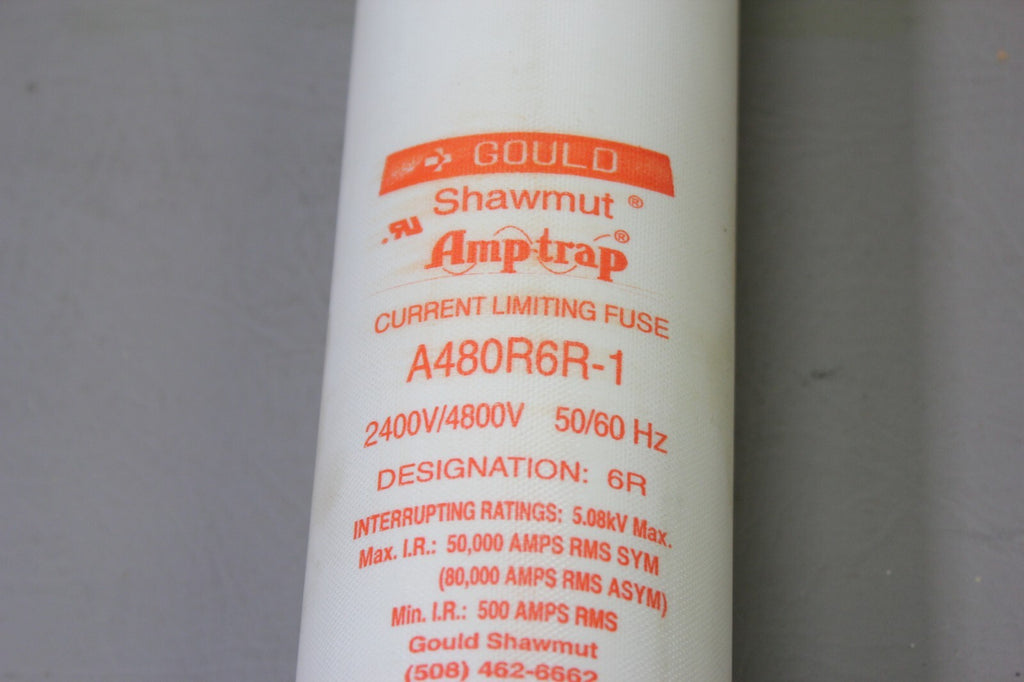 GOULD
Shawmut ®
Amp-trap ®
CURRENT LIMITING FUSE
A480R6R-1
2400V/4800V 50/60 Hz
DESIGNATION: 6R
INTERRUPTING RATINGS: 5.08kV Max.
Max. I.R.: 50,000 AMPS RMS SYM
(80,000 AMPS RMS ASYM)
Min. I.R.: 500 AMPS RMS
Gould Shawmut
(508) 462-6662